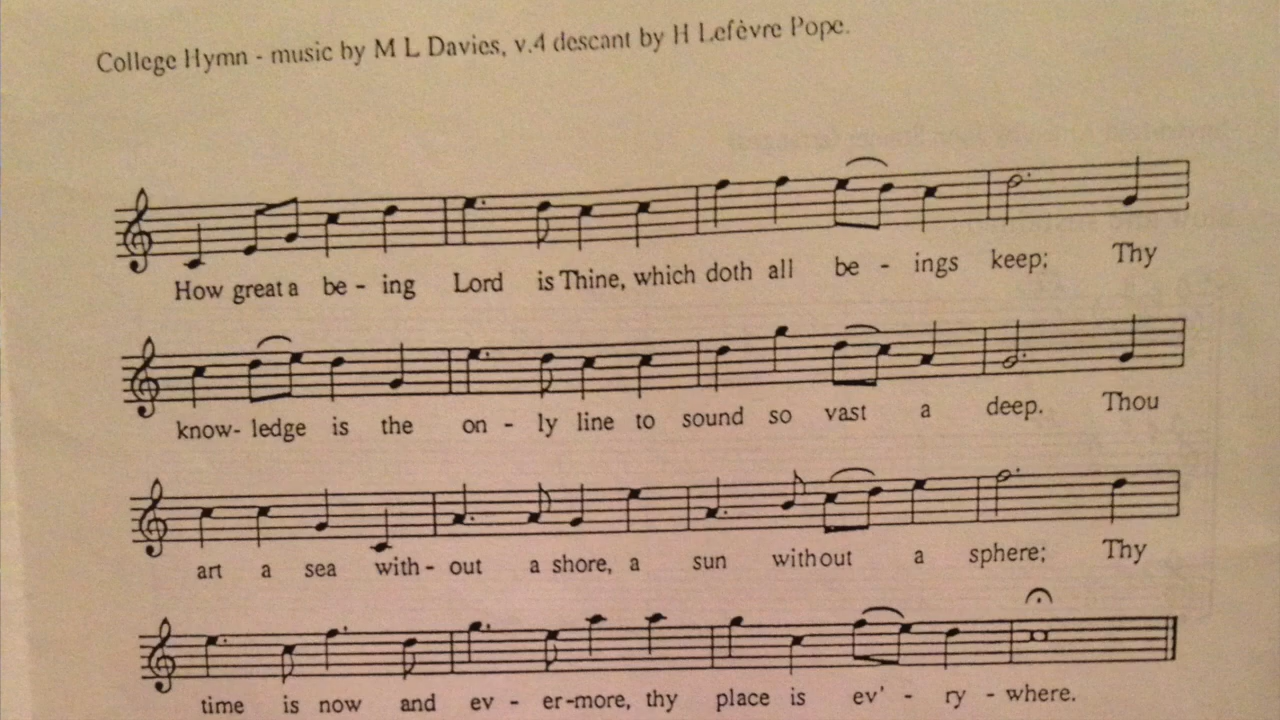 College Hymn - music by M L Davies, v.4 descant by H Lefèvre Pope.
How great a be - ing Lord is Thine, which doth all be - ings keep; Thy
know- ledge is the on - ly line to sound so vast a deep. Thou
art a sea with - out a shore, a sun without a sphere; Thy
time is now and ev - er-more, thy place is ev' - ry - where.